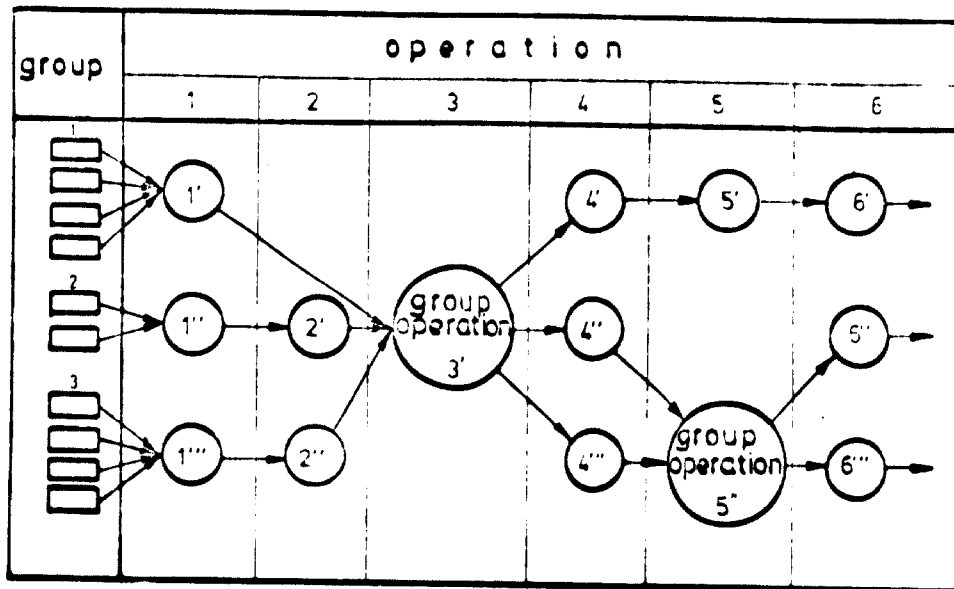 group
operation
1 2 3 4 5 6
1
1'
4' 5' 6'
2
1" 2'
group
operation
3'
4"
6"
3
1"" 2"
4"'
group
operation
5"
6"'